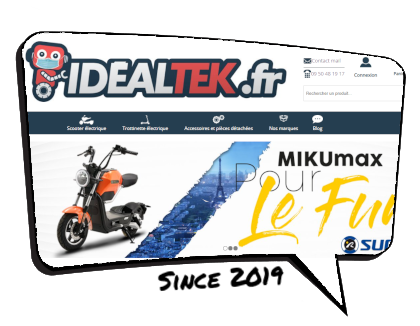 IDEALTEK.fr
Contact mail
09 50 48 19 17
Connexion
Rechercher un produit
Scooter électrique
Trottinette électrique
Accessoires et pièces détachées
Nos marques
Blog
MIKUmax
Pour
Le Fun
SINCE 2019